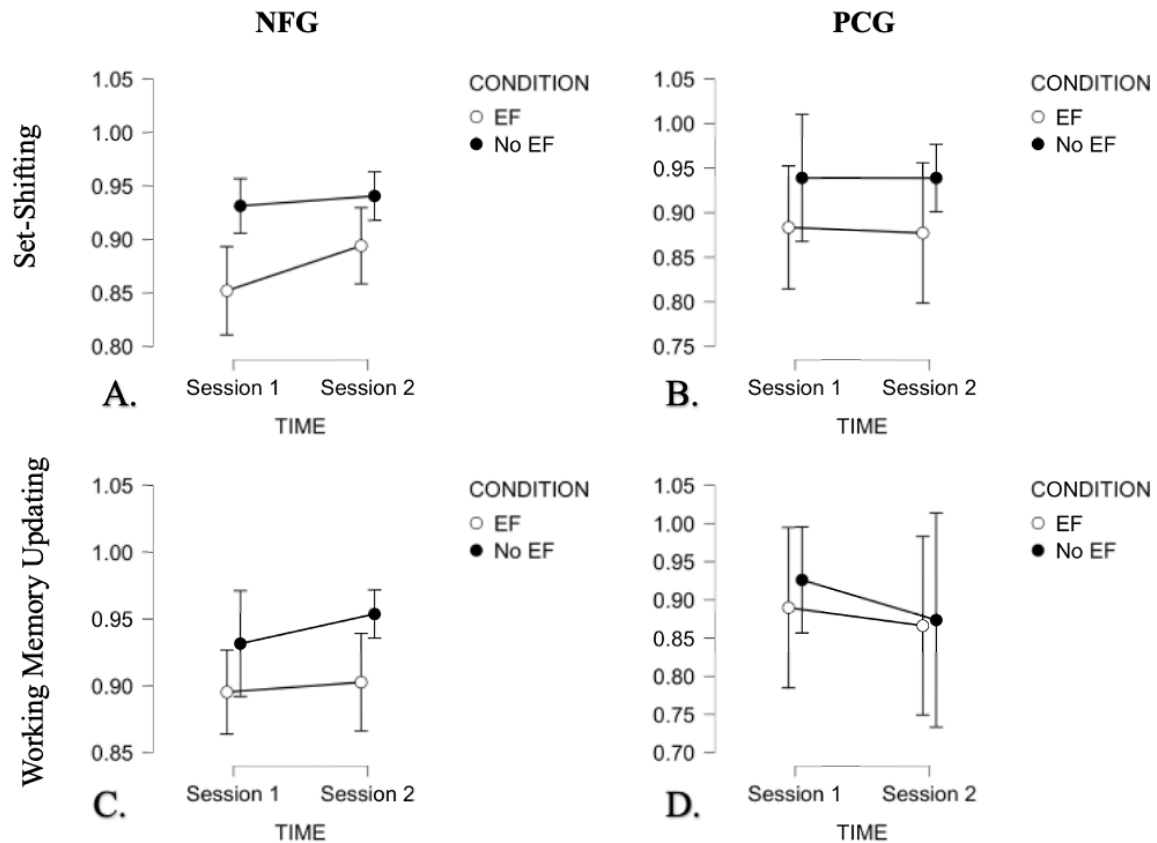 NFG
PCG
Set-Shifting
1.05
1.00
0.95
0.90
0.85
0.80
CONDITION
EF
No EF
Session 1
Session 2
TIME
A.
1.05
1.00
0.95
0.90
0.85
0.80
0.75
CONDITION
EF
No EF
Session 1
Session 2
TIME
B.
Working Memory Updating
1.05
1.00
0.95
0.90
0.85
CONDITION
EF
No EF
Session 1
Session 2
TIME
C.
1.05
1.00
0.95
0.90
0.85
0.80
0.75
0.70
CONDITION
EF
No EF
Session 1
Session 2
TIME
D.